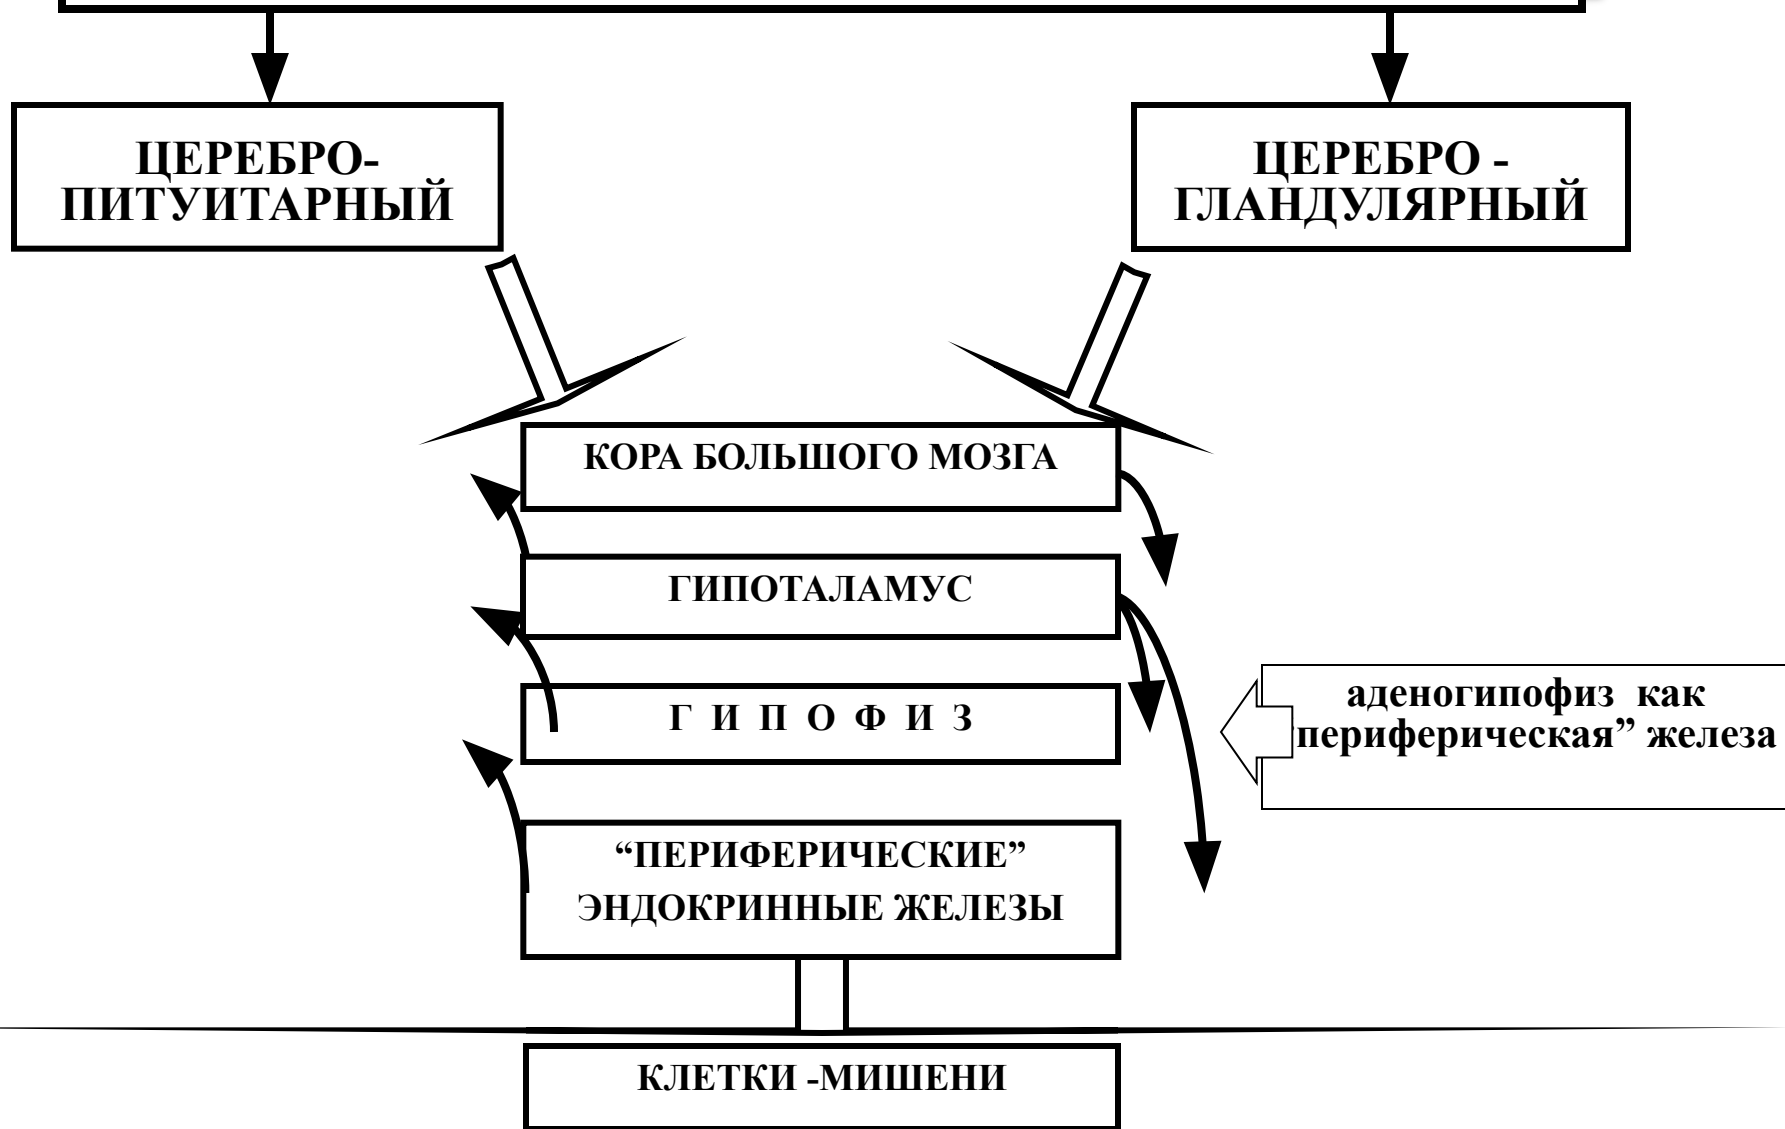 ЦЕРЕБРО-
ПИТУИТАРНЫЙ
ЦЕРЕБРО -
ГЛАНДУЛЯРНЫЙ
КОРА БОЛЬШОГО МОЗГА
ГИПОТАЛАМУС
Г И П О Ф И З
аденогипофиз как
“периферическая” железа
“ПЕРИФЕРИЧЕСКИЕ”
ЭНДОКРИННЫЕ ЖЕЛЕЗЫ
КЛЕТКИ -МИШЕНИ